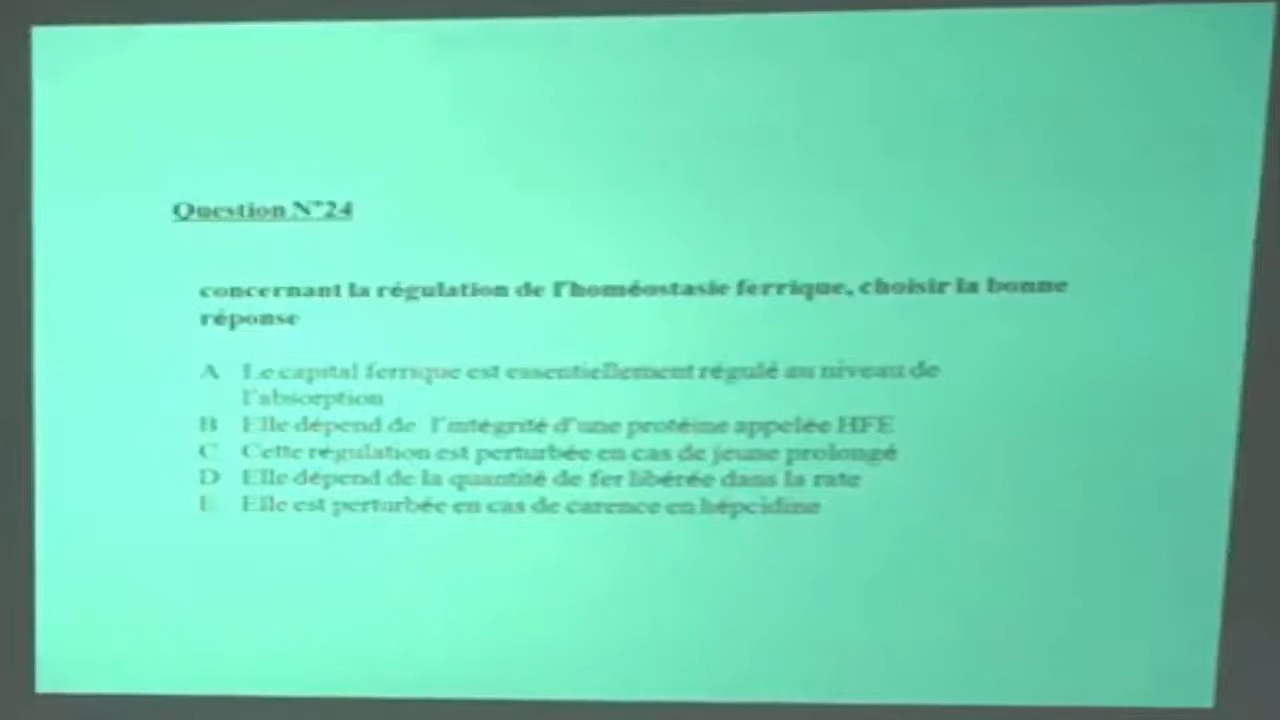 Question N°24
concernant la régulation de l'homéostasie ferrique, choisir la bonne
réponse
A Le capital ferrique est essentiellement régulé au niveau de
l'absorption
B Elle dépend de l'intégrité d'une protéine appelée HFE
C Cette régulation est perturbée en cas de jeune prolongé
D Elle dépend de la quantité de fer libérée dans la rate
E Elle est perturbée en cas de carence en hépcidine